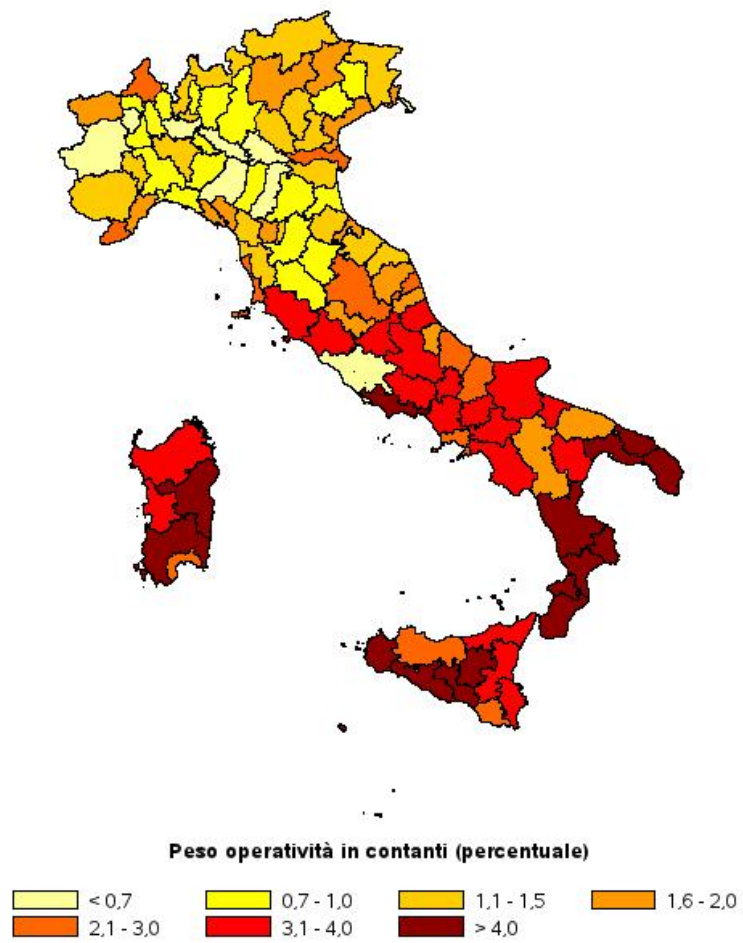 Peso operatività in contanti (percentuale)
< 0,7 0,7 - 1,0 1,1 - 1,5 1,6 - 2,0
2,1 - 3,0 3,1 - 4,0 > 4,0